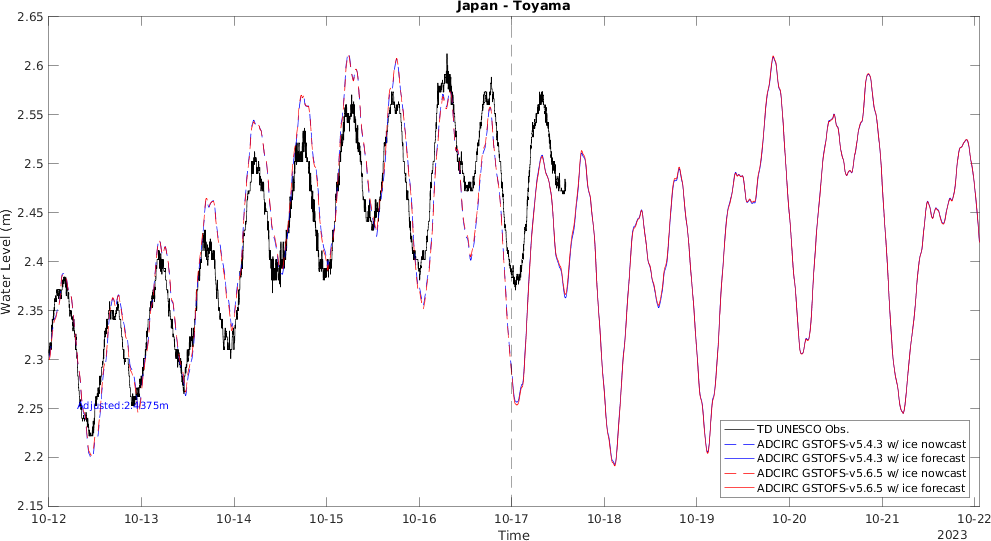 Japan - Toyama
2.65
2.6
2.55
2.5
2.45
2.4
2.35
2.3
2.25
2.2
2.15
Water Level (m)
Adjusted:2.4375m
TD UNESCO Obs.
ADCIRC GSTOFS-v5.4.3 w/ ice nowcast
ADCIRC GSTOFS-v5.4.3 w/ ice forecast
ADCIRC GSTOFS-v5.6.5 w/ ice nowcast
ADCIRC GSTOFS-v5.6.5 w/ ice forecast
10-12 10-13 10-14 10-15 10-16 10-17 10-18 10-19 10-20 10-21 10-22
Time
2023